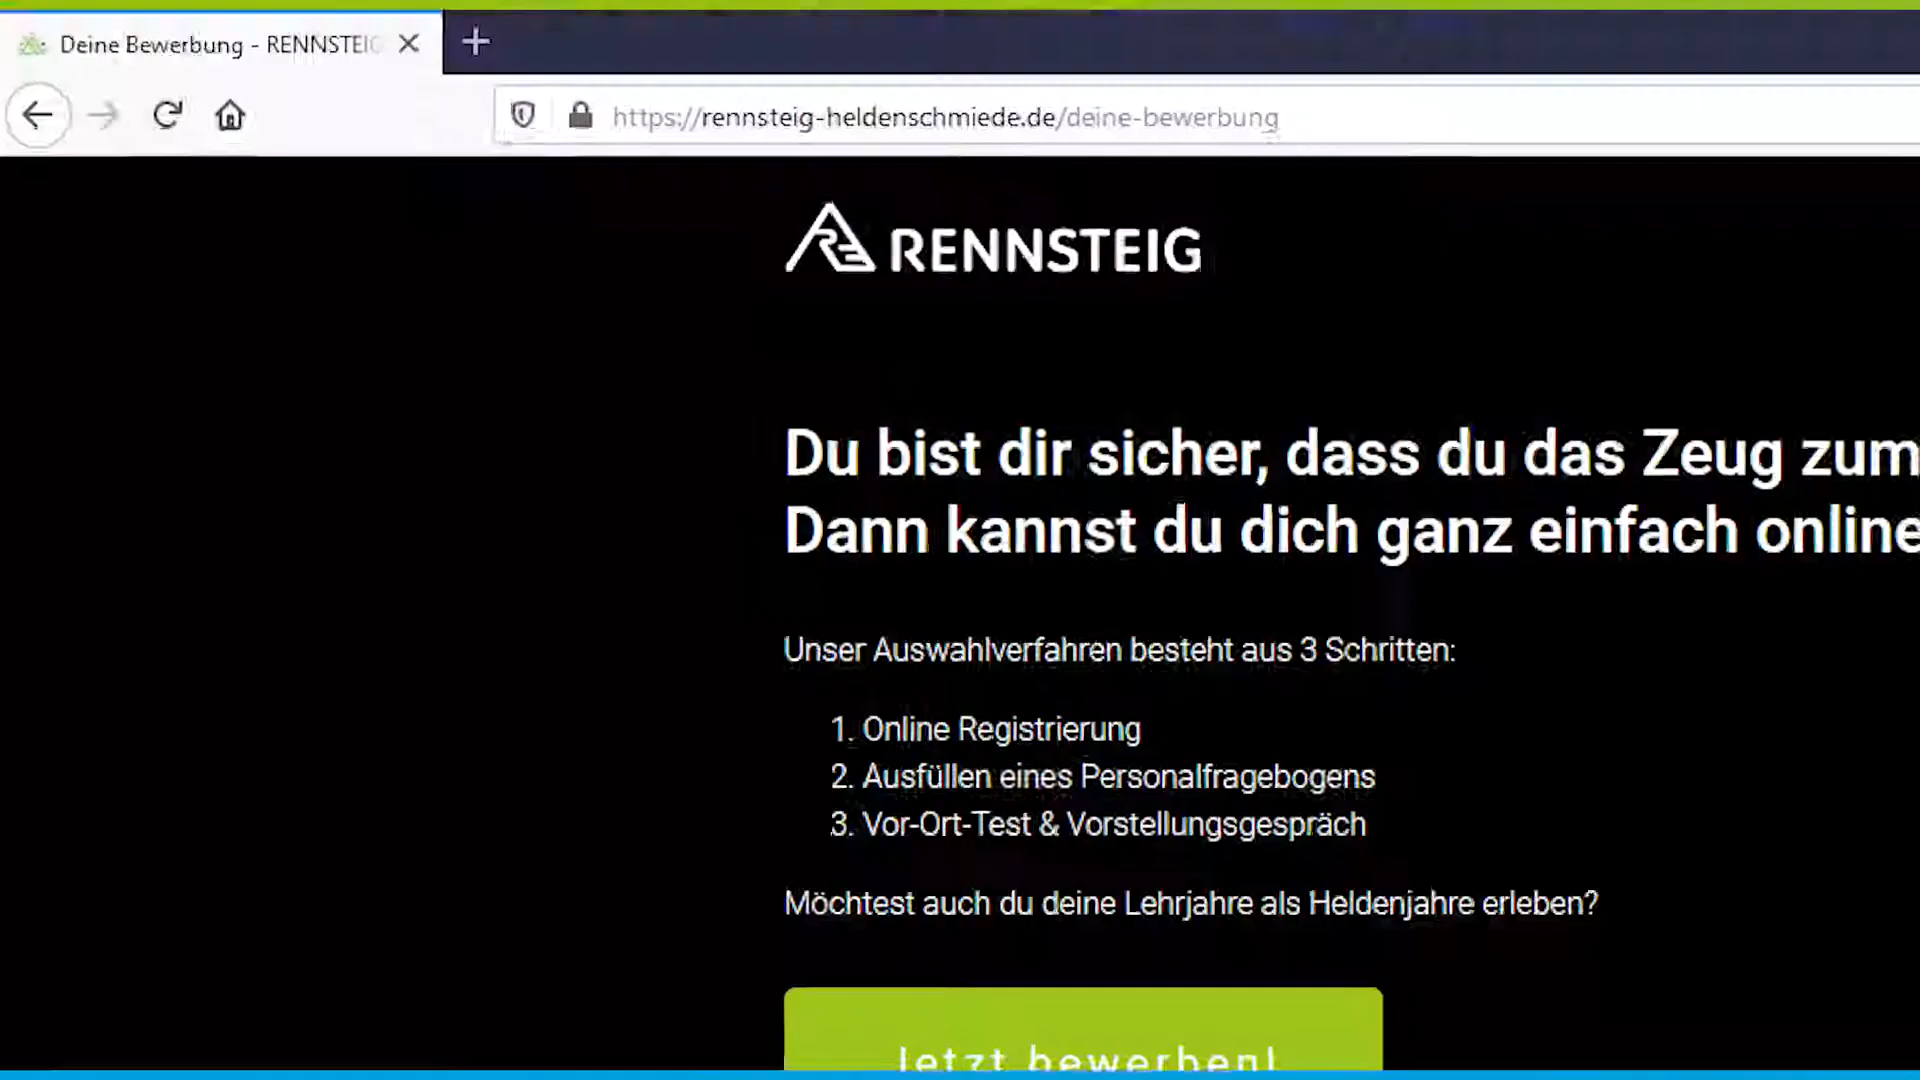 Deine Bewerbung - RENNSTEIG
https://rennsteig-heldenschmiede.de/deine-bewerbung
RENNSTEIG
Du bist dir sicher, dass du das Zeug zum
Dann kannst du dich ganz einfach online
Unser Auswahlverfahren besteht aus 3 Schritten:
1. Online Registrierung
2. Ausfüllen eines Personalfragebogens
3. Vor-Ort-Test & Vorstellungsgespräch
Möchtest auch du deine Lehrjahre als Heldenjahre erleben?
Jetzt bewerben!